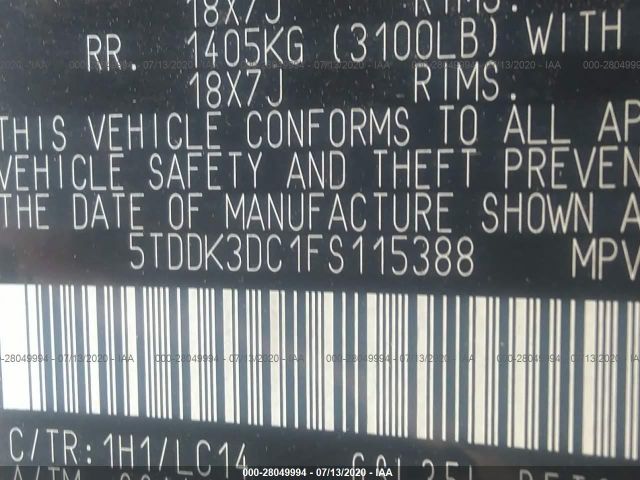 18X7J RIMS.
RR. 1405KG (3100LB) WITH
18X7J RIMS.
THIS VEHICLE CONFORMS TO ALL AP
VEHICLE SAFETY AND THEFT PREVEN
THE DATE OF MANUFACTURE SHOWN A
5TDDK3DC1FS115388 MPV
C/TR:1H1/LC14
000-28049994 - 07/13/2020 - IAA